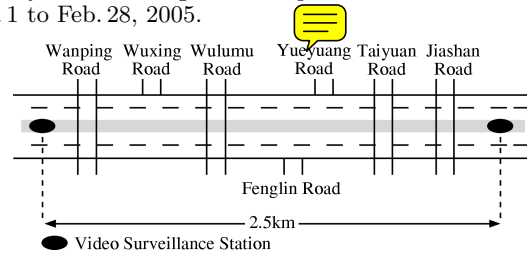 . 1 to Feb. 28, 2005.
Wanping Road
Wuxing Road
Wulumu Road
Yueyuang Road
Taiyuan Road
Jiashan Road
Fenglin Road
2.5km
Video Surveillance Station